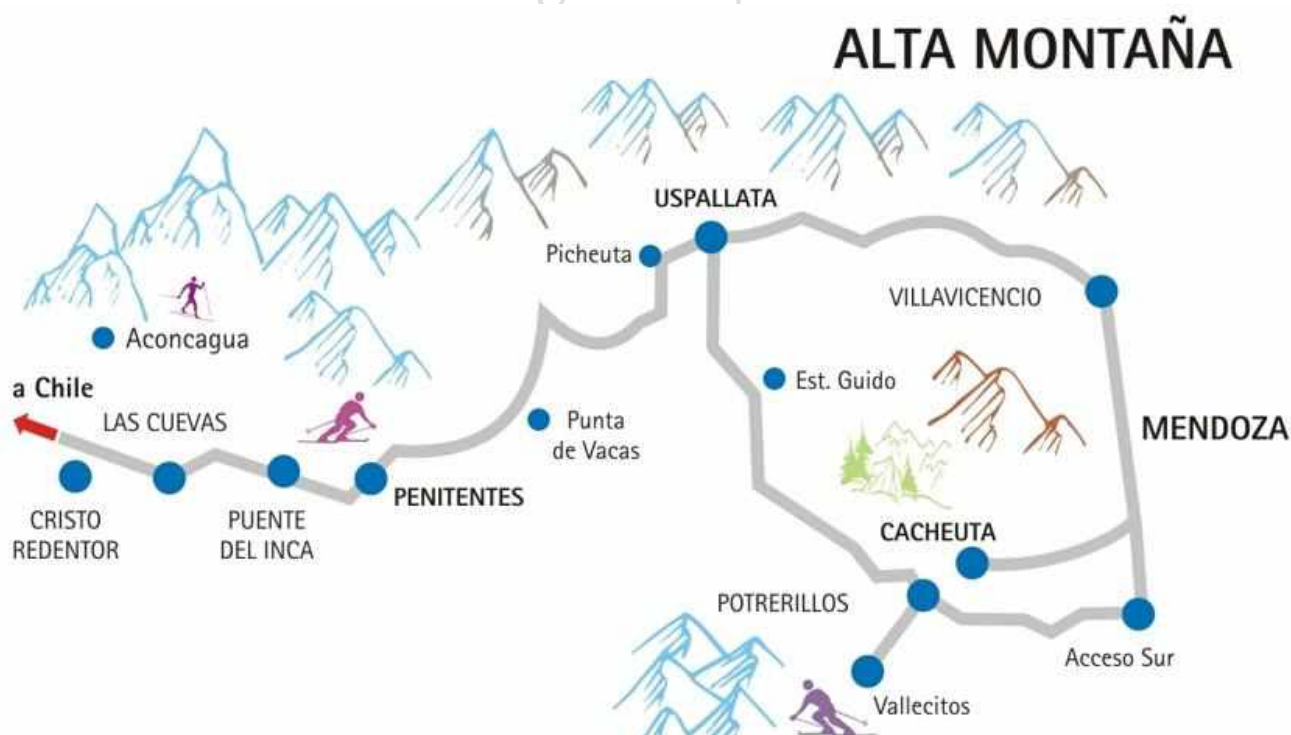 ALTA MONTAÑA
USPALLATA
Picheuta
VILLAVICENCIO
Aconcagua
Est. Guido
a Chile
LAS CUEVAS
Punta
de Vacas
MENDOZA
PENITENTES
CRISTO
REDENTOR
PUENTE
DEL INCA
CACHEUTA
POTRERILLOS
Acceso Sur
Vallecitos